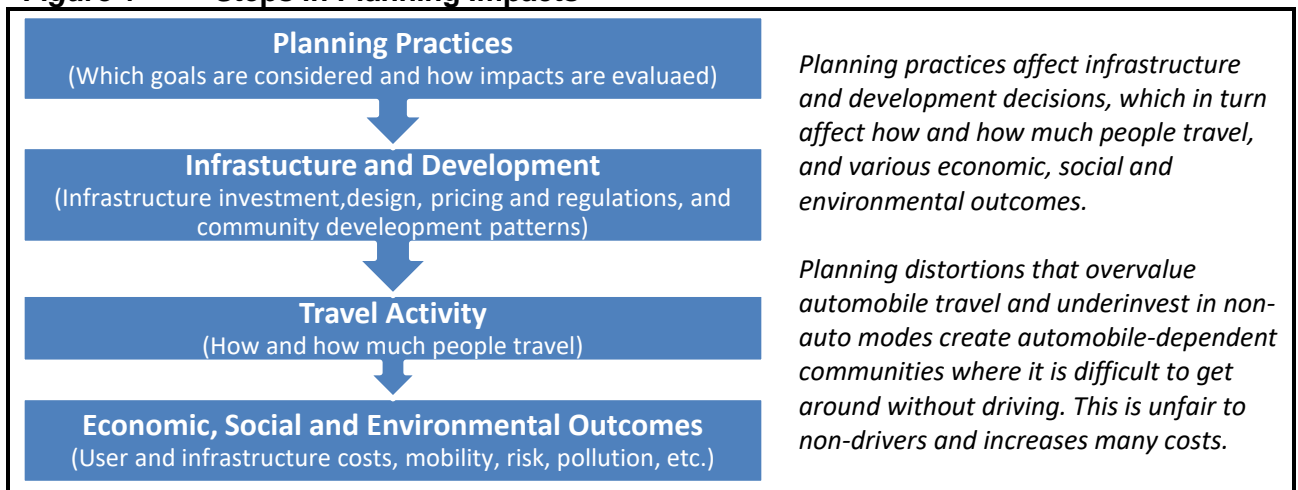 Planning Practices
(Which goals are considered and how impacts are evaluaed)
Infrastucture and Development
(Infrastructure investment,design, pricing and regulations, and
community develeopment patterns)
Travel Activity
(How and how much people travel)
Economic, Social and Environmental Outcomes
(User and infrastructure costs, mobility, risk, pollution, etc.)
Planning practices affect infrastructure
and development decisions, which in turn
affect how and how much people travel,
and various economic, social and
environmental outcomes.
Planning distortions that overvalue
automobile travel and underinvest in non-
auto modes create automobile-dependent
communities where it is difficult to get
around without driving. This is unfair to
non-drivers and increases many costs.